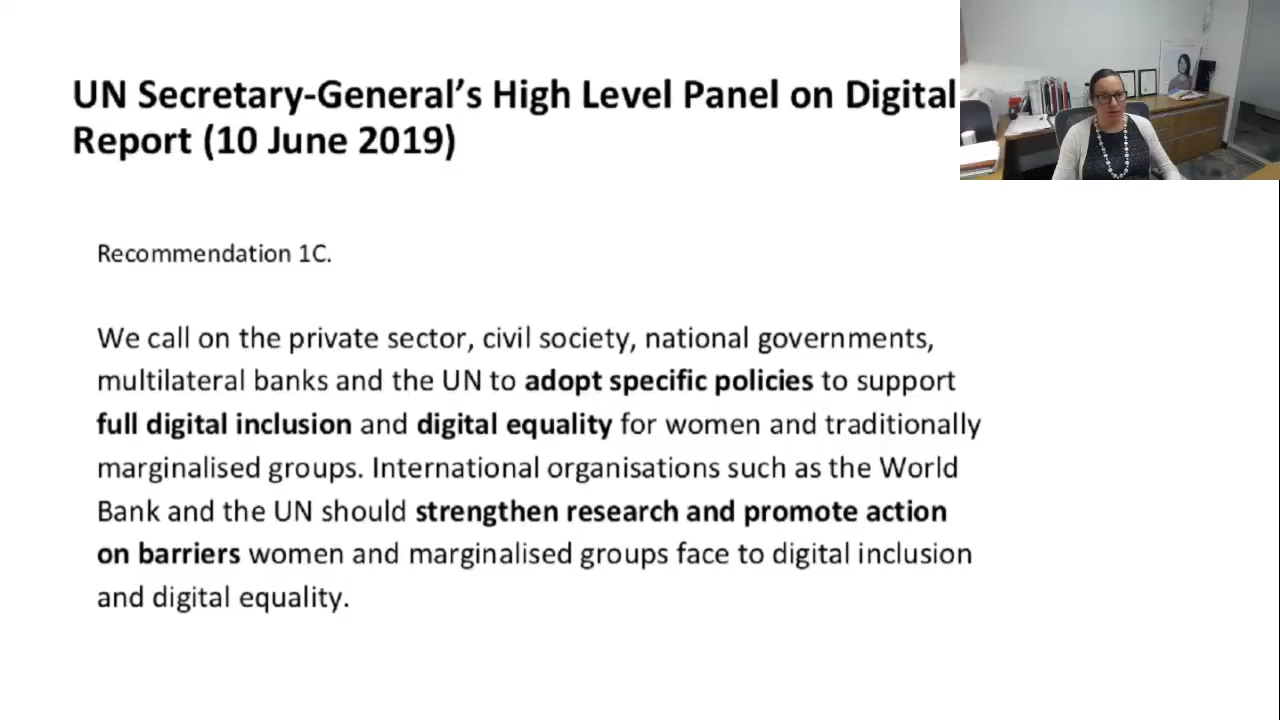 UN Secretary-General’s High Level Panel on Digital
Report (10 June 2019)
Recommendation 1C.
We call on the private sector, civil society, national governments,
multilateral banks and the UN to adopt specific policies to support
full digital inclusion and digital equality for women and traditionally
marginalised groups. International organisations such as the World
Bank and the UN should strengthen research and promote action
on barriers women and marginalised groups face to digital inclusion
and digital equality.